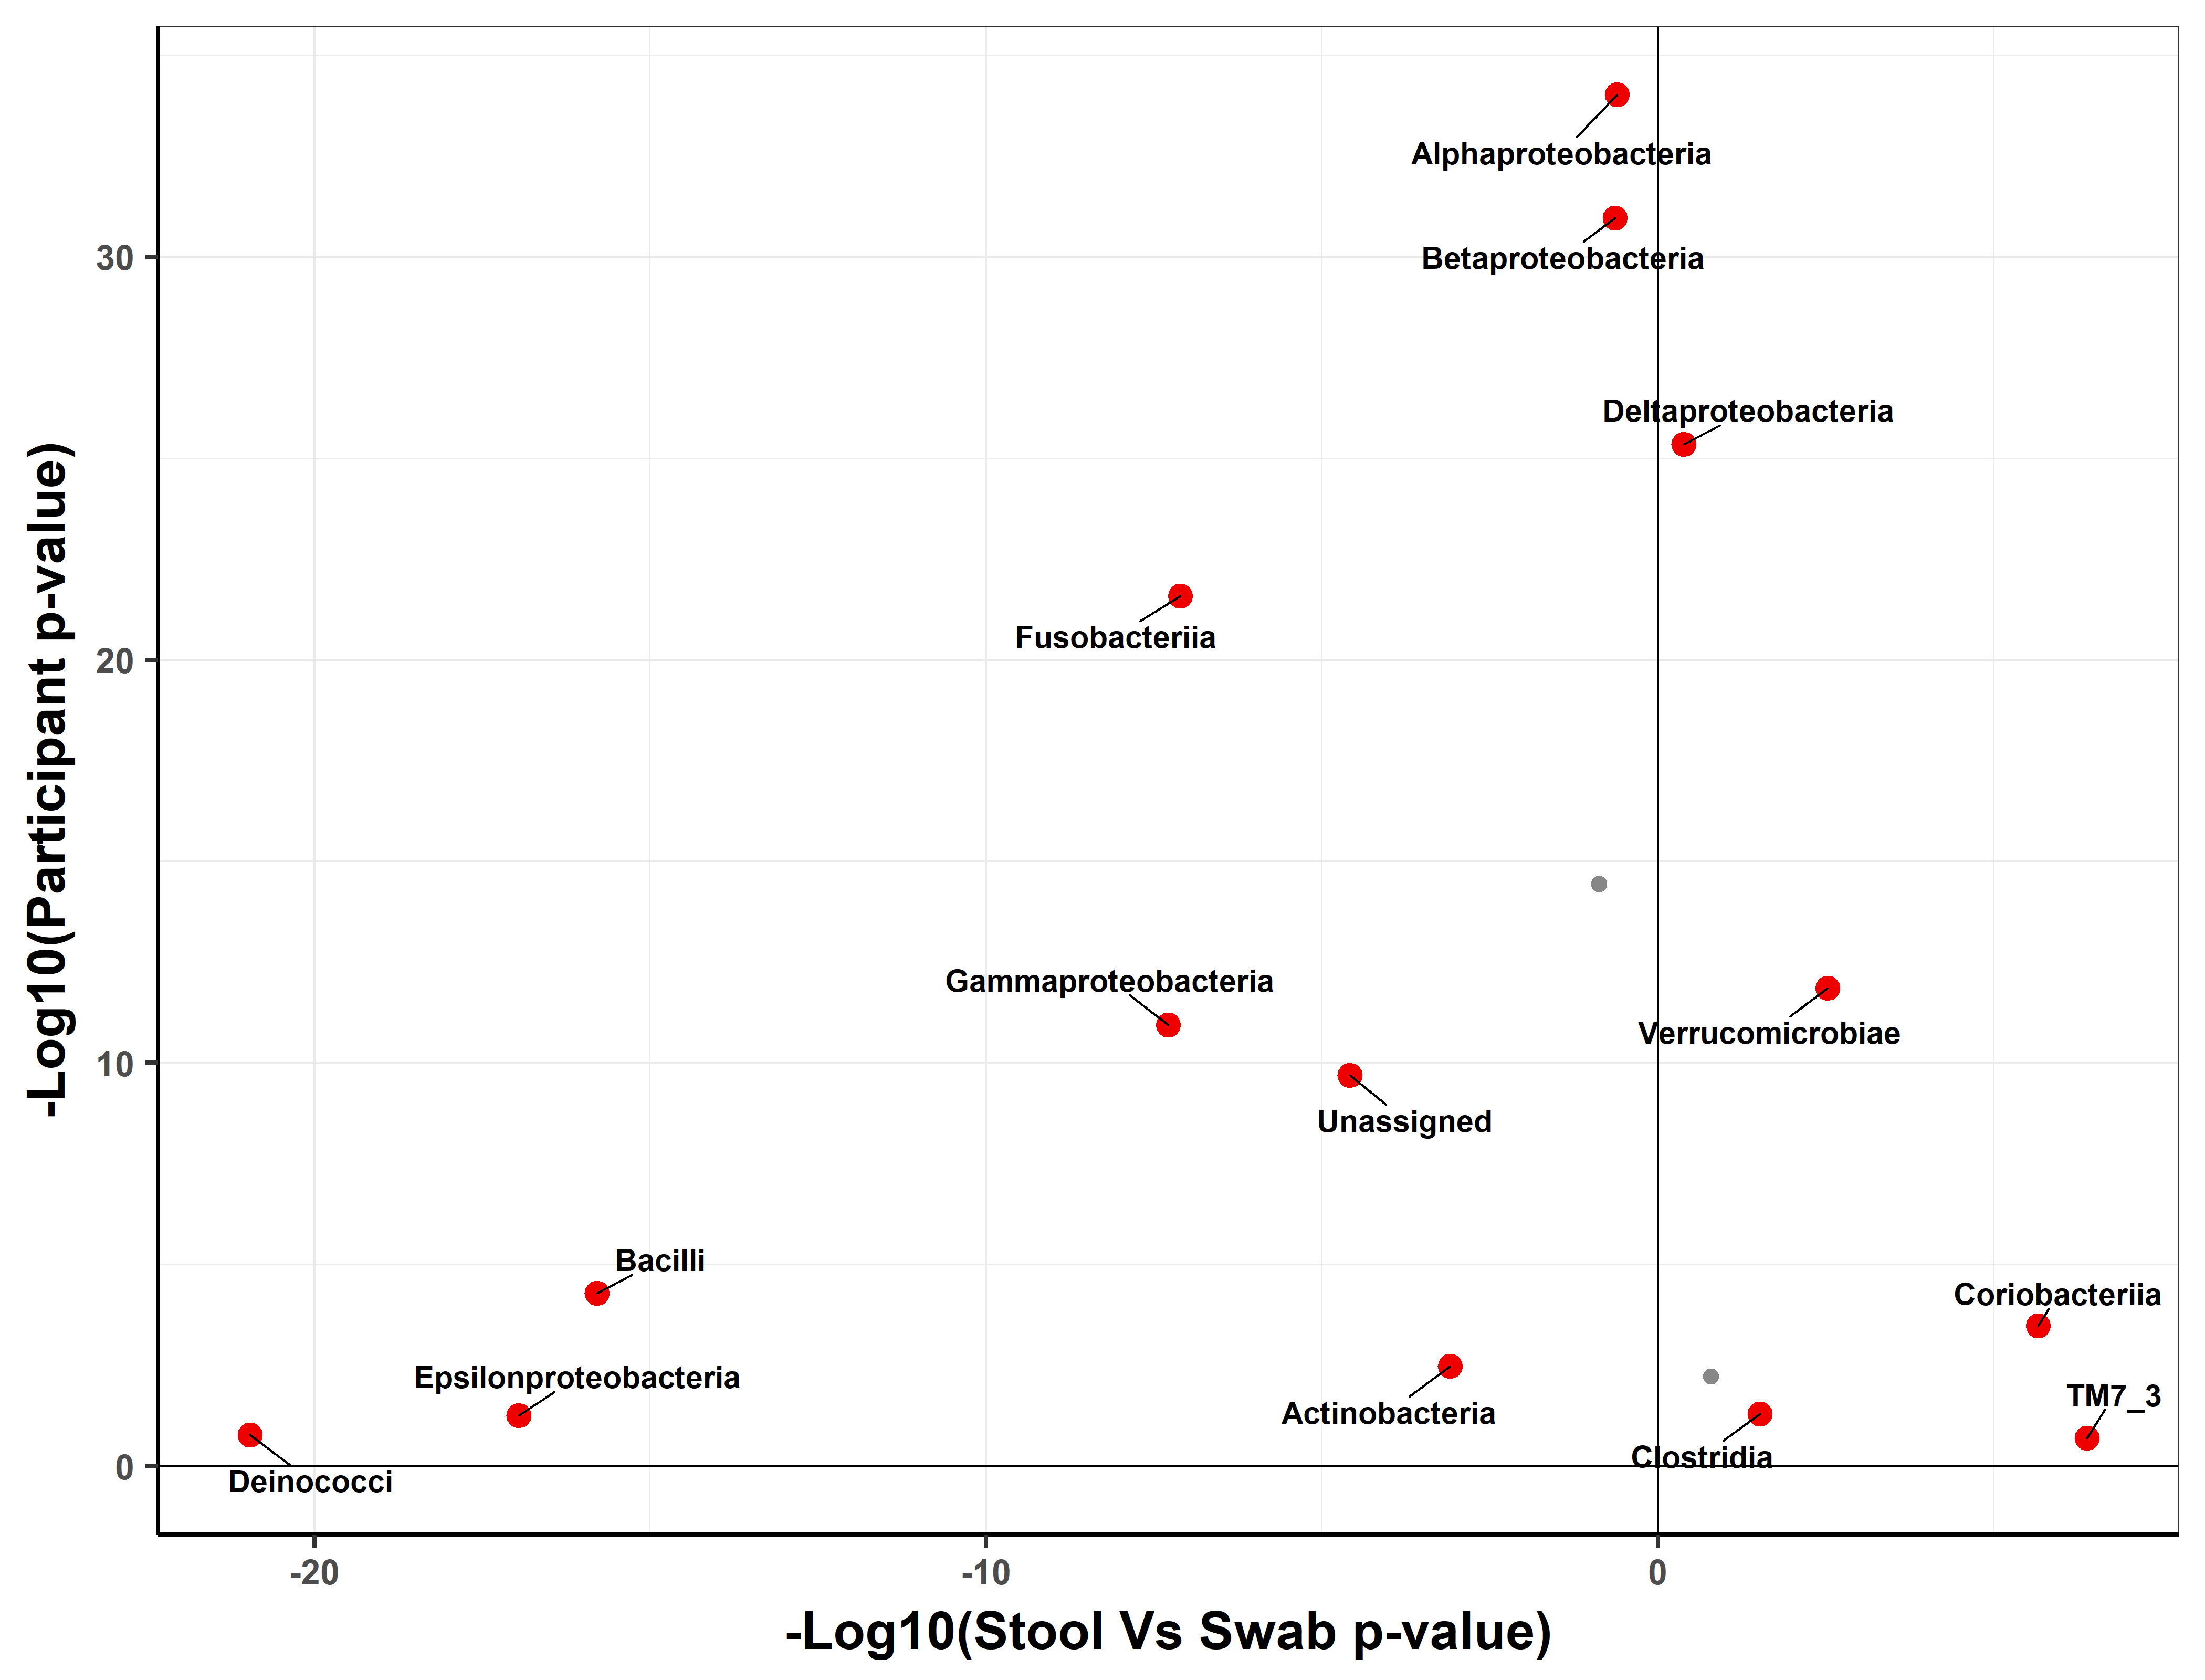 Alphaproteobacteria
Betaproteobacteria
30
Deltaproteobacteria
Fusobacteriia
20
-Log10(Participant p-value)
Gammaproteobacteria
Verrucomicrobiae
10
Unassigned
Bacilli
Coriobacteriia
Epsilonproteobacteria
TM7_3
Actinobacteria
Clostridia
0
Deinococci
-20
-10
0
-Log10(Stool Vs Swab p-value)